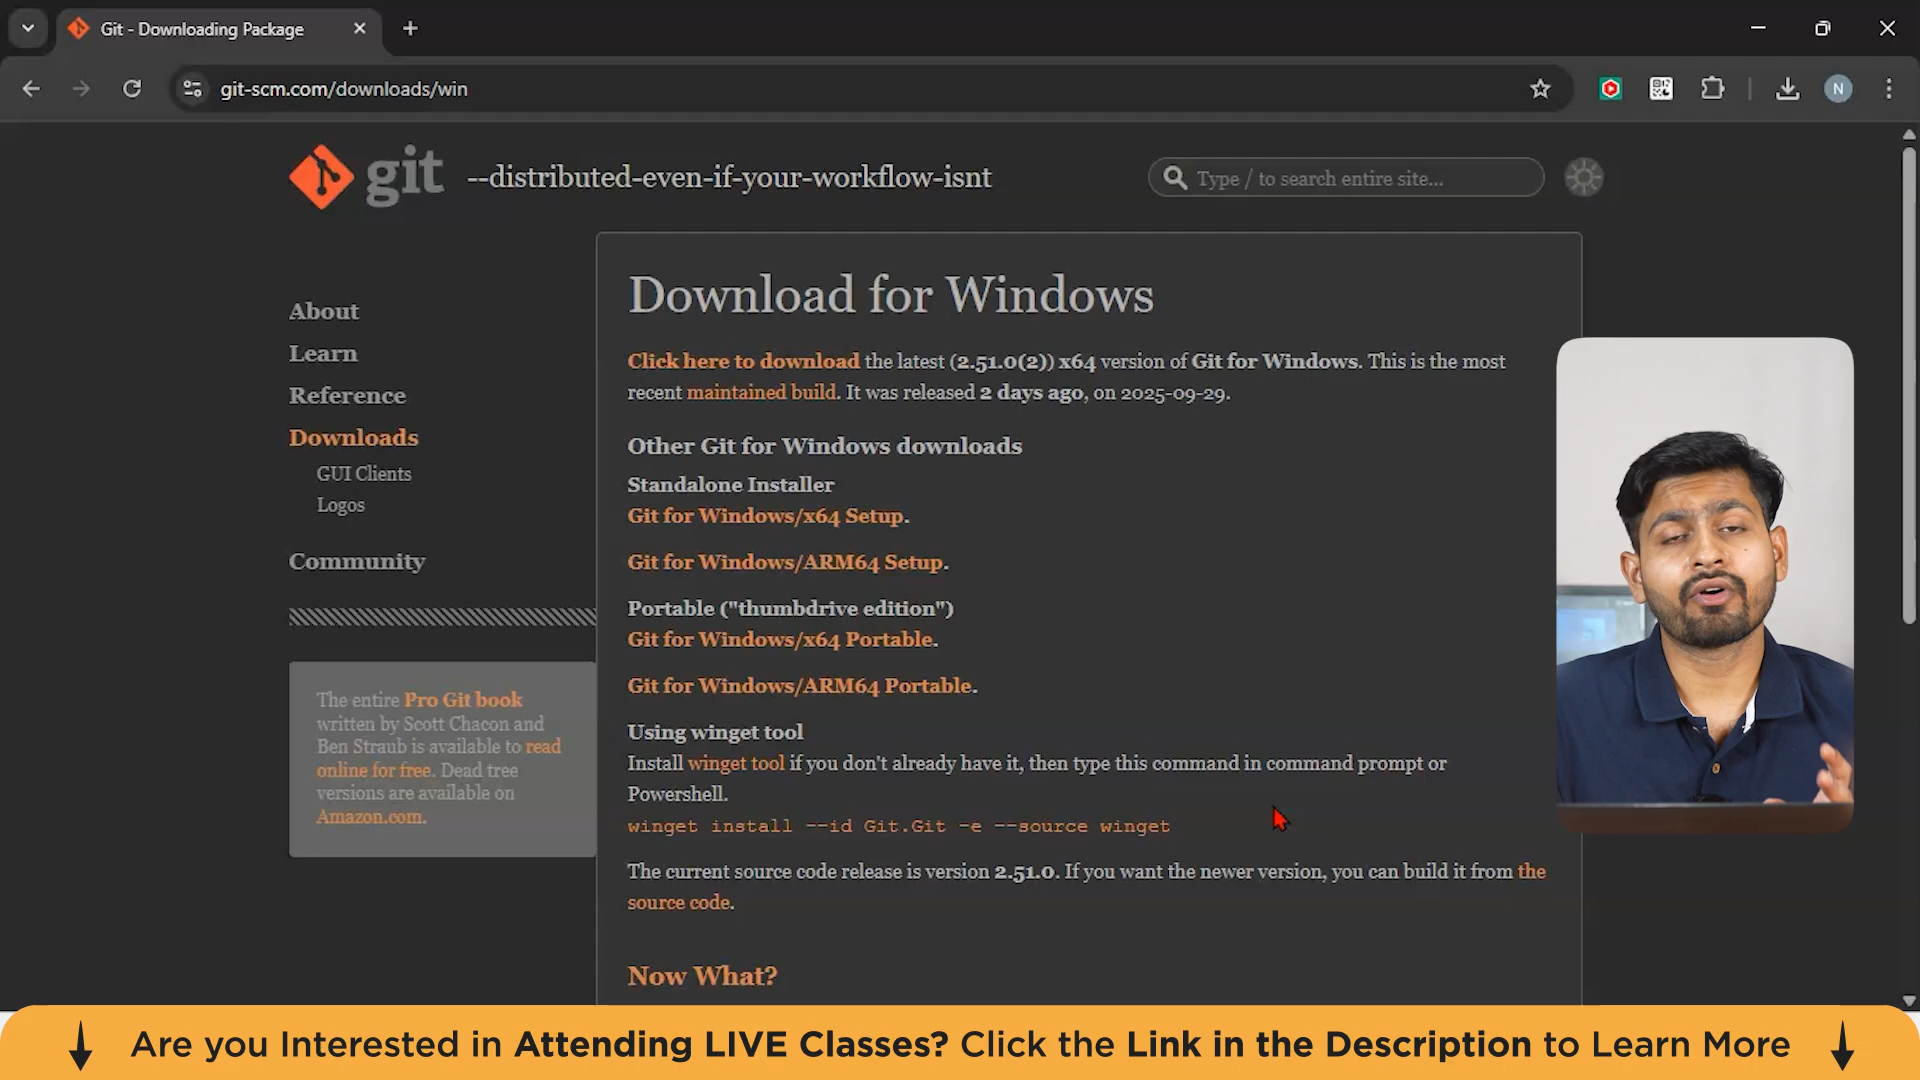 Git - Downloading Package
git-scm.com/downloads/win
N
git --distributed-even-if-your-workflow-isnt
Type / to search entire site...
About
Learn
Reference
Downloads
GUI Clients
Logos
Community
The entire Pro Git book
written by Scott Chacon and
Ben Straub is available to read
online for free. Dead tree
versions are available on
Amazon.com.
Download for Windows
Click here to download the latest (2.51.0(2)) x64 version of Git for Windows. This is the most
recent maintained build. It was released 2 days ago, on 2025-09-29.
Other Git for Windows downloads
Standalone Installer
Git for Windows/x64 Setup.
Git for Windows/ARM64 Setup.
Portable ("thumbdrive edition")
Git for Windows/x64 Portable.
Git for Windows/ARM64 Portable.
Using winget tool
Install winget tool if you don't already have it, then type this command in command prompt or
Powershell.
winget install --id Git.Git -e --source winget
The current source code release is version 2.51.0. If you want the newer version, you can build it from the
source code.
Now What?
Are you Interested in Attending LIVE Classes? Click the Link in the Description to Learn More